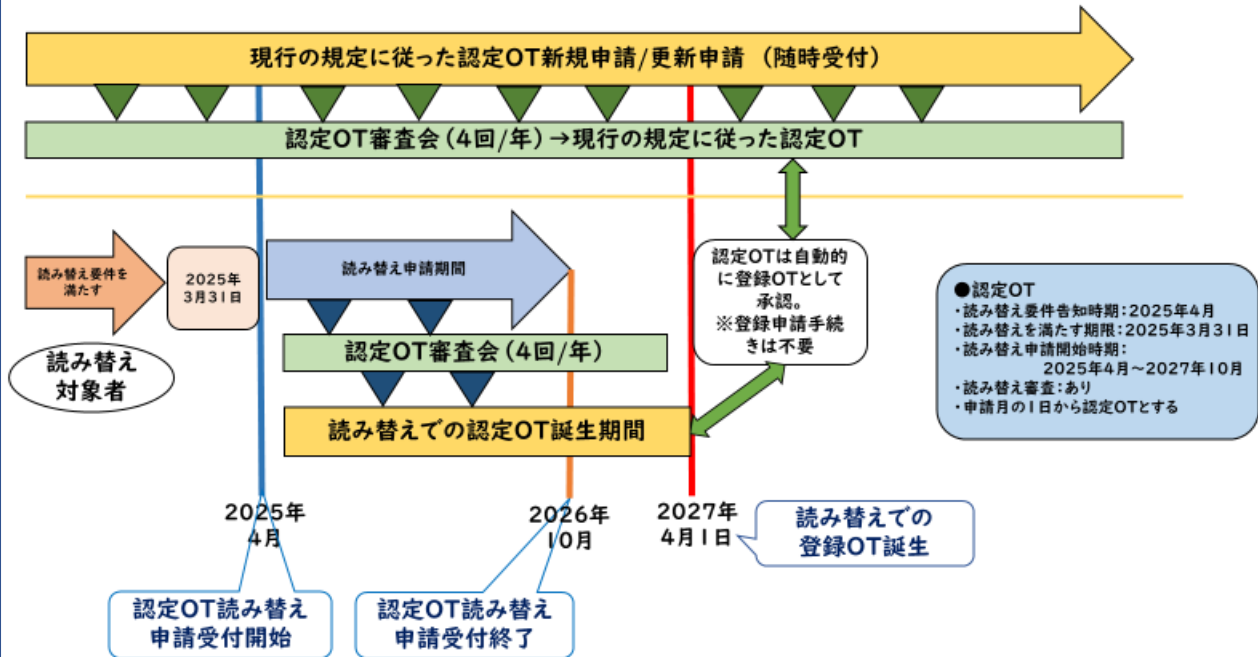 現行の規定に従った認定OT新規申請/更新申請 (随時受付)
認定OT審査会(4回/年)→現行の規定に従った認定OT
読み替え要件を
満たす
2025年
3月31日
読み替え申請期間
認定OTは自動的
に登録OTとして
承認。
※登録申請手続
きは不要
読み替え
対象者
認定OT審査会(4回/年)
読み替えでの認定OT誕生期間
●認定OT
・読み替え要件告知時期:2025年4月
・読み替えを満たす期限:2025年3月31日
・読み替え申請開始時期:
2025年4月~2027年10月
・読み替え審査:あり
・申請月の1日から認定OTとする
2025年
4月
2026年
10月
2027年
4月1日
読み替えでの
登録OT誕生
認定OT読み替え
申請受付開始
認定OT読み替え
申請受付終了